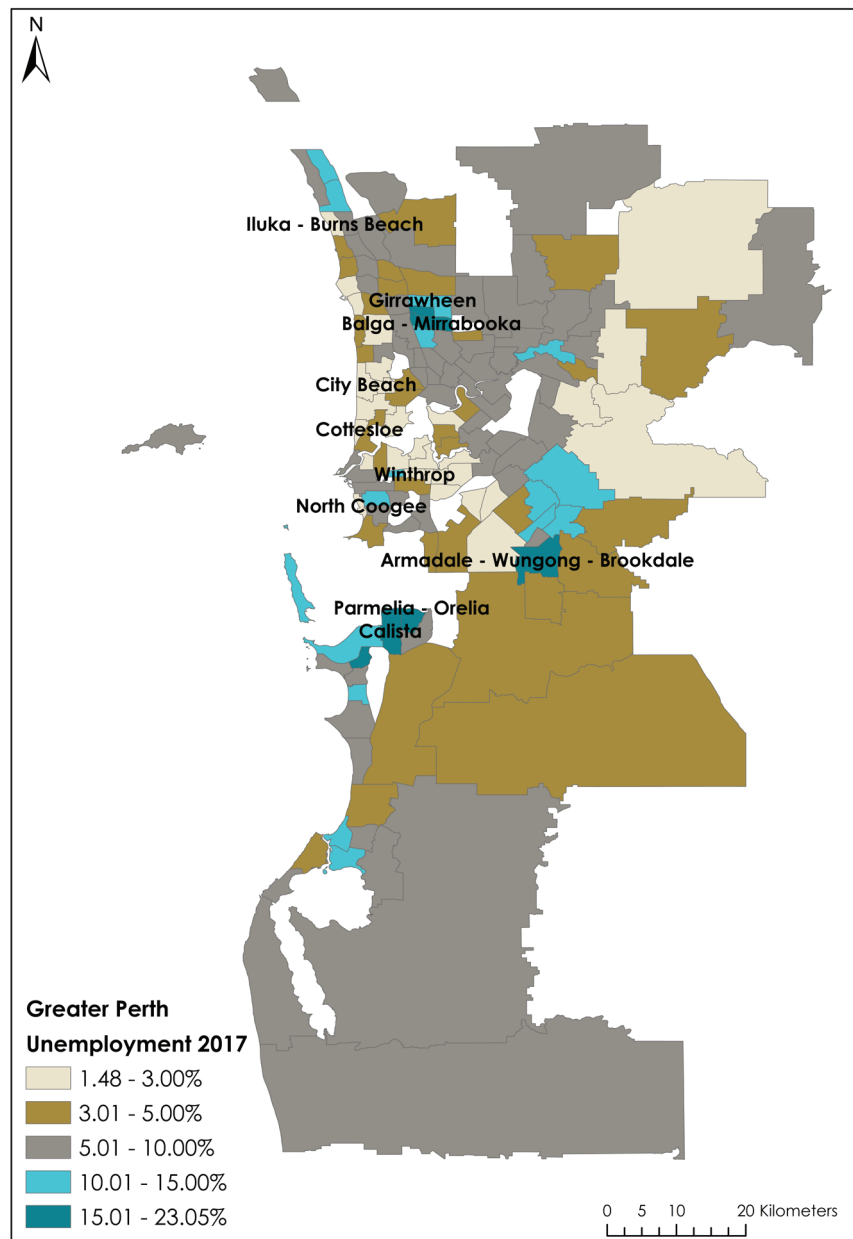 N
Iluka - Burns Beach
Girrawheen
Balga - Mirrabooka
City Beach
Cottesloe
Winthrop
North Coogee
Armadale - Wungong - Brookdale
Parmelia - Orelia
Calista
Greater Perth
Unemployment 2017
1.48 - 3.00%
3.01 - 5.00%
5.01 - 10.00%
10.01 - 15.00%
15.01 - 23.05%
0 5 10 20 Kilometers